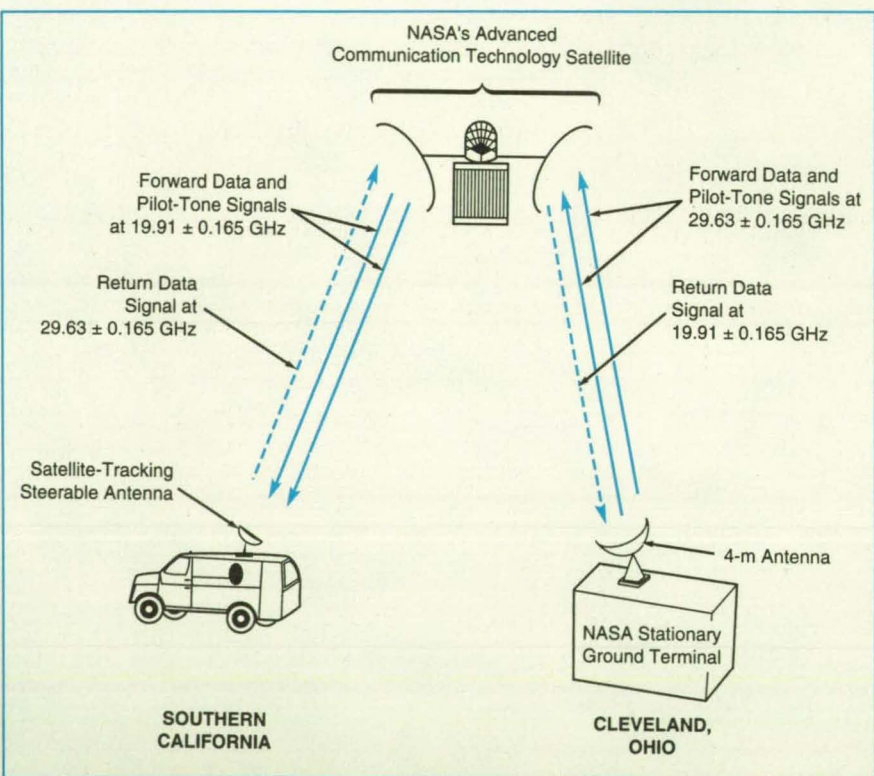 NASA's Advanced
Communication Technology Satellite
Forward Data and
Pilot-Tone Signals
at 19.91 ± 0.165 GHz
Forward Data and
Pilot-Tone Signals at
29.63 ± 0.165 GHz
Return Data
Signal at
29.63 ± 0.165 GHz
Return Data
Signal at
19.91 ± 0.165 GHz
Satellite-Tracking
Steerable Antenna
4-m Antenna
NASA Stationary
Ground Terminal
SOUTHERN
CALIFORNIA
CLEVELAND,
OHIO